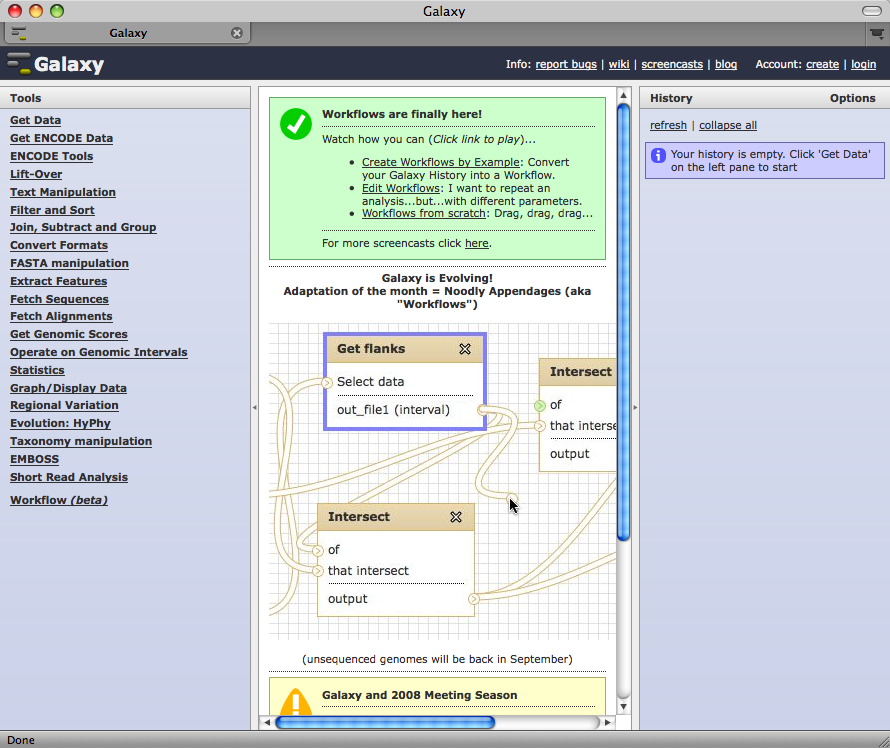 Galaxy
Galaxy
Galaxy
Info: report bugs | wiki | screencasts | blog Account: create | login
Tools
Get Data
Get ENCODE Data
ENCODE Tools
Lift-Over
Text Manipulation
Filter and Sort
Join, Subtract and Group
Convert Formats
FASTA manipulation
Extract Features
Fetch Sequences
Fetch Alignments
Get Genomic Scores
Operate on Genomic Intervals
Statistics
Graph/Display Data
Regional Variation
Evolution: HyPhy
Taxonomy manipulation
EMBOSS
Short Read Analysis
Workflow (beta)
Workflows are finally here!
Watch how you can (Click link to play)...
• Create Workflows by Example: Convert
your Galaxy History into a Workflow.
• Edit Workflows: I want to repeat an
analysis...but...with different parameters.
• Workflows from scratch: Drag, drag, drag...
For more screencasts click here.
Galaxy is Evolving!
Adaptation of the month = Noodly Appendages (aka
"Workflows")
Get flanks
Select data
out_file1 (interval)
Intersect
of
that interse
output
Intersect
of
that intersect
output
(unsequenced genomes will be back in September)
Galaxy and 2008 Meeting Season
History Options
refresh | collapse all
Your history is empty. Click 'Get Data'
on the left pane to start
Done